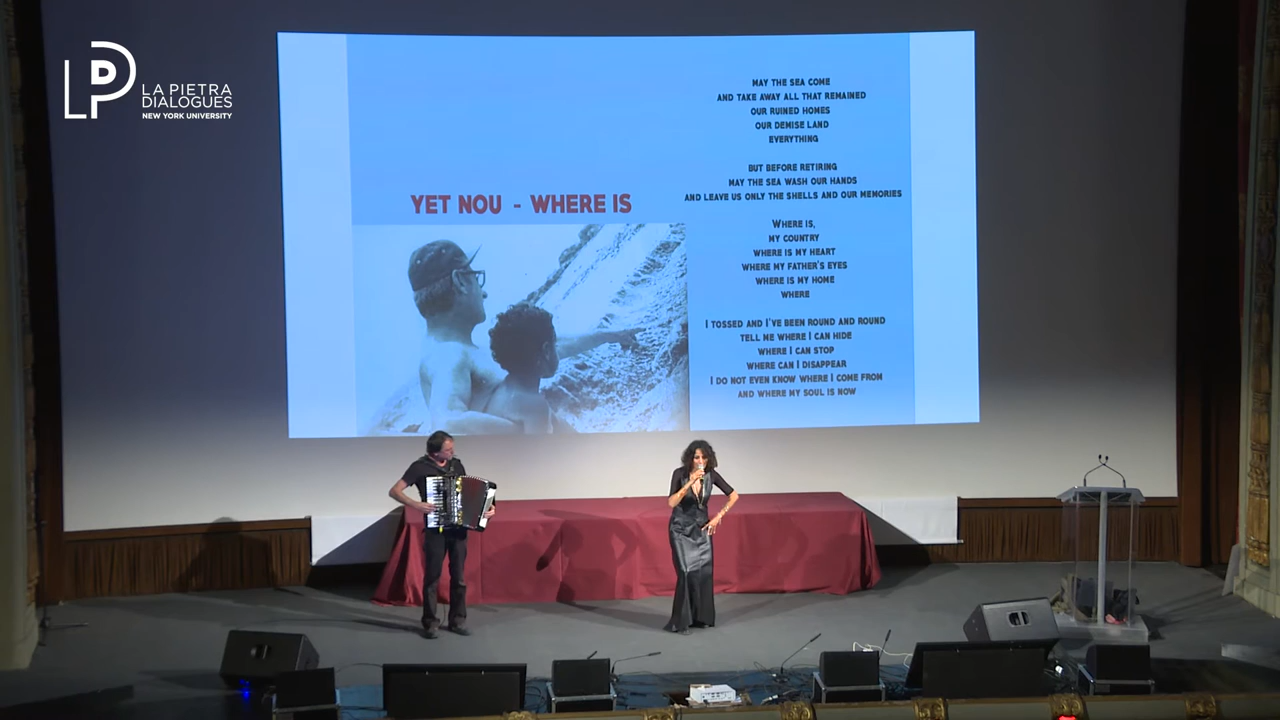 LA PIETRA
DIALOGUES
NEW YORK UNIVERSITY
YET NOU - WHERE IS
MAY THE SEA COME
AND TAKE AWAY ALL THAT REMAINED
OUR RUINED HOMES
OUR DEMISE LAND
EVERYTHING
BUT BEFORE RETIRING
MAY THE SEA WASH OUR HANDS
AND LEAVE US ONLY THE SHELLS AND OUR MEMORIES
WHERE IS,
MY COUNTRY
WHERE IS MY HEART
WHERE MY FATHER'S EYES
WHERE IS MY HOME
WHERE
I TOSSED AND I'VE BEEN ROUND AND ROUND
TELL ME WHERE I CAN HIDE
WHERE I CAN STOP
WHERE CAN I DISAPPEAR
I DO NOT EVEN KNOW WHERE I COME FROM
AND WHERE MY SOUL IS NOW